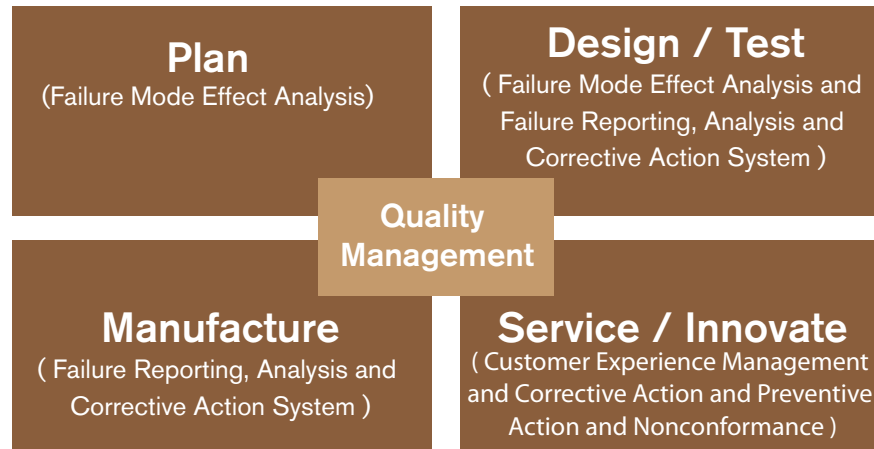 Plan
(Failure Mode Effect Analysis)
Design / Test
( Failure Mode Effect Analysis and
Failure Reporting, Analysis and
Corrective Action System )
Quality
Management
Manufacture
( Failure Reporting, Analysis and
Corrective Action System )
Service / Innovate
( Customer Experience Management
and Corrective Action and Preventive
Action and Nonconformance )